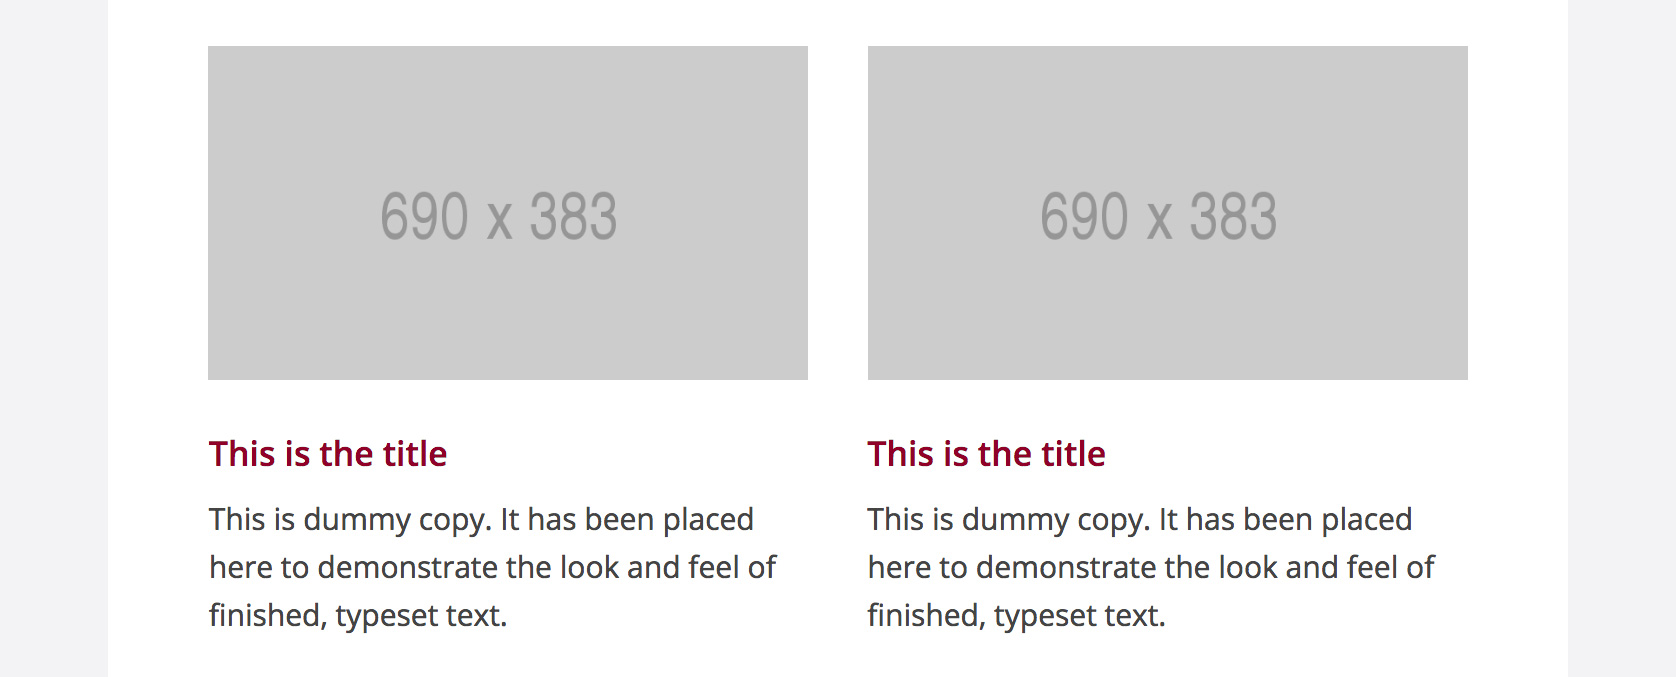 690 x 383
690 x 383
This is the title
This is dummy copy. It has been placed
here to demonstrate the look and feel of
finished, typeset text.
This is the title
This is dummy copy. It has been placed
here to demonstrate the look and feel of
finished, typeset text.